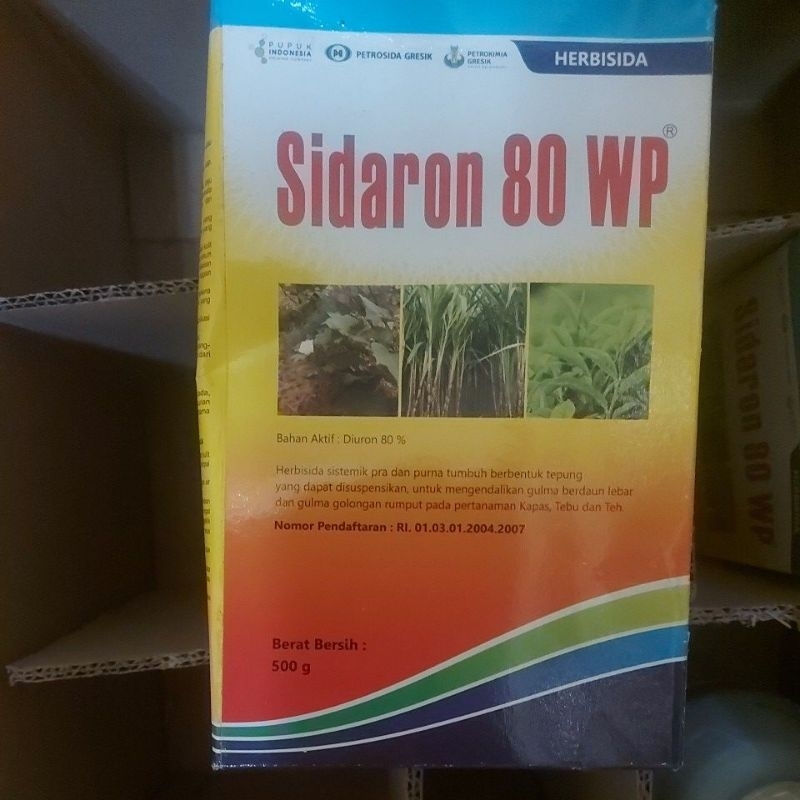 PUPUK
INDONESIA
PETROSIDA GRESIK
PETROKIMIA
GRESIK
HERBISIDA
Sidaron 80 WP®
Bahan Aktif : Diuron 80 %
Herbisida sistemik pra dan purna tumbuh berbentuk tepung
yang dapat disuspensikan, untuk mengendalikan gulma berdaun lebar
dan gulma golongan rumput pada pertanaman Kapas, Tebu dan Teh.
Nomor Pendaftaran : RI. 01.03.01.2004.2007
Berat Bersih :
500 g
Sidaron 80 WP